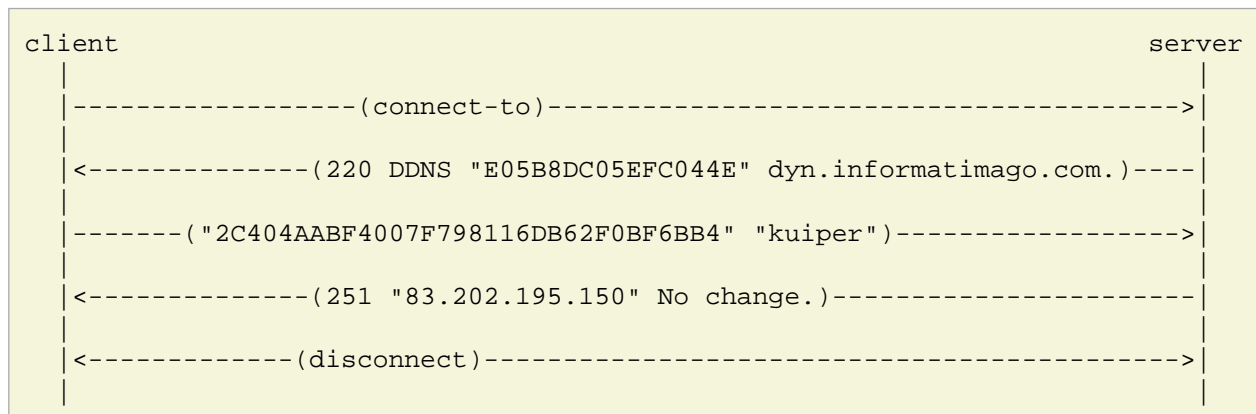 client server
|------------------(connect-to)---------------------------------------->|
|<--------------(220 DDNS "E05B8DC05EFC044E" dyn.informatimago.com.)----|
|-------("2C404AABF4007F798116DB62F0BF6BB4" "kuiper")------------------>|
|<--------------(251 "83.202.195.150" No change.)-----------------------|
|<-------------(disconnect)-------------------------------------------->|